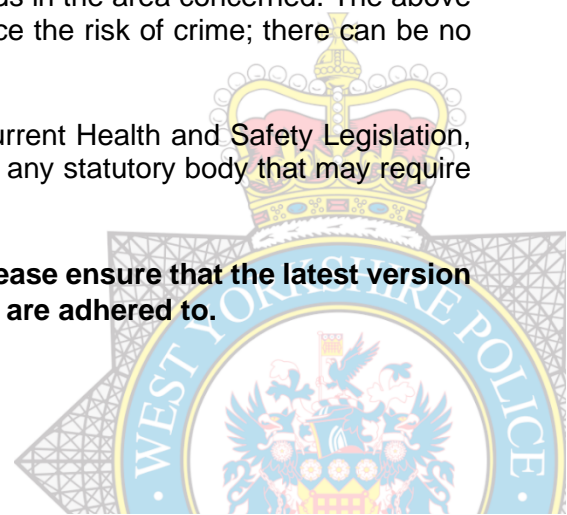 ds in the area concerned. The above
ce the risk of crime; there can be no
urrent Health and Safety Legislation,
any statutory body that may require
ease ensure that the latest version
are adhered to.
WEST YORKSHIRE POLICE